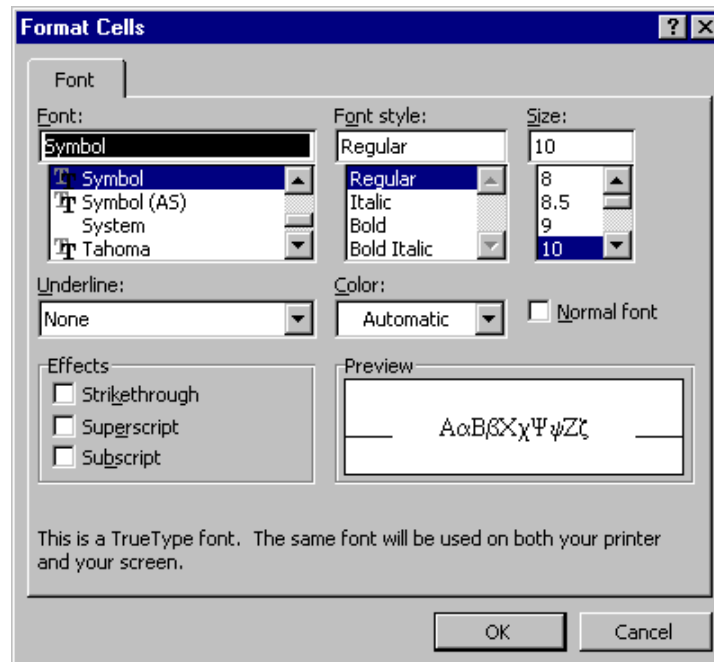 Format Cells
Font
Font:
Font style:
Size:
Symbol
Regular
10
Symbol
Symbol (AS)
System
Tahoma
Regular
Italic
Bold
Bold Italic
8
8.5
9
10
Underline:
Color:
None
Automatic
Normal font
Effects
Strikethrough
Superscript
Subscript
Preview
ΑαΒβΧχΨψΖζ
This is a TrueType font.  The same font will be used on both your printer
and your screen.
OK
Cancel